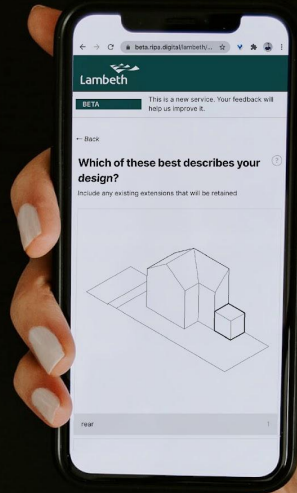 beta.ripa.digital/lambeth/...
Lambeth
BETA
This is a new service. Your feedback will
help us improve it.
← Back
Which of these best describes your
design?
?
Include any existing extensions that will be retained
rear